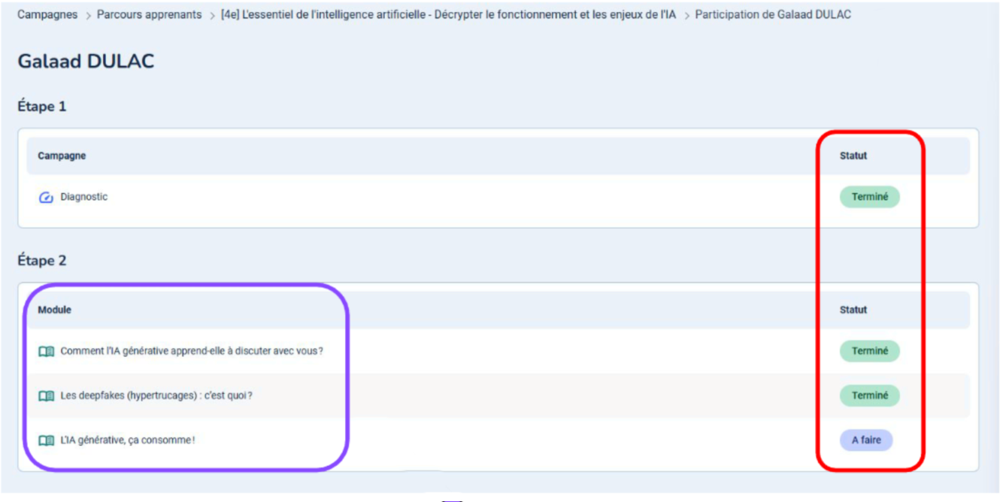 Campagnes > Parcours apprenants > [4e] L'essentiel de l'intelligence artificielle - Décrypter le fonctionnement et les enjeux de l'IA > Participation de Galaad DULAC
Galaad DULAC
Étape 1
Campagne Statut
Diagnostic Terminé
Étape 2
Module Statut
Comment l'IA générative apprend-elle à discuter avec vous ? Terminé
Les deepfakes (hypertrucages) : c'est quoi ? Terminé
L'IA générative, ça consomme ! A faire